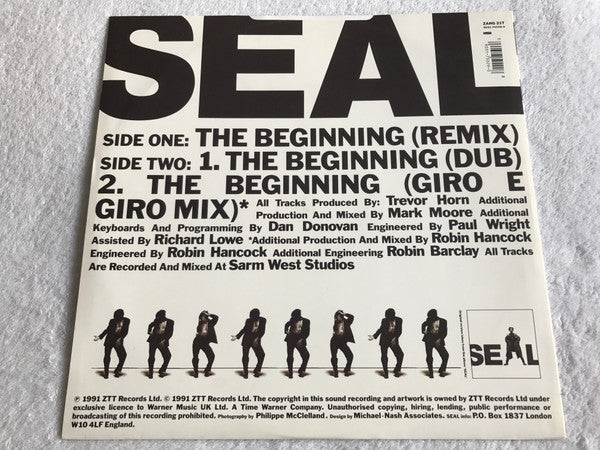 SEAL
ZANG 21T
SIDE ONE: THE BEGINNING (REMIX)
SIDE TWO: 1. THE BEGINNING (DUB)
2. THE BEGINNING (GIRO E
GIRO MIX)* All Tracks Produced By: Trevor Horn Additional
Production And Mixed By Mark Moore Additional
Keyboards And Programming By Dan Donovan Engineered By Paul Wright
Assisted By Richard Lowe *Additional Production And Mixed By Robin Hancock
Engineered By Robin Hancock Additional Engineering Robin Barclay All Tracks
Are Recorded And Mixed At Sarm West Studios
SEAL
℗ 1991 ZTT Records Ltd. © 1991 ZTT Records Ltd. The copyright in this sound recording and artwork is owned by ZTT Records Ltd under
exclusive licence to Warner Music UK Ltd. A Time Warner Company. Unauthorised copying, hiring, lending, public performance or
broadcasting of this recording prohibited. Photography by Philippe McClelland. Design by Michael-Nash Associates. SEAL info: P.O. Box 1837 London
W10 4LF England.